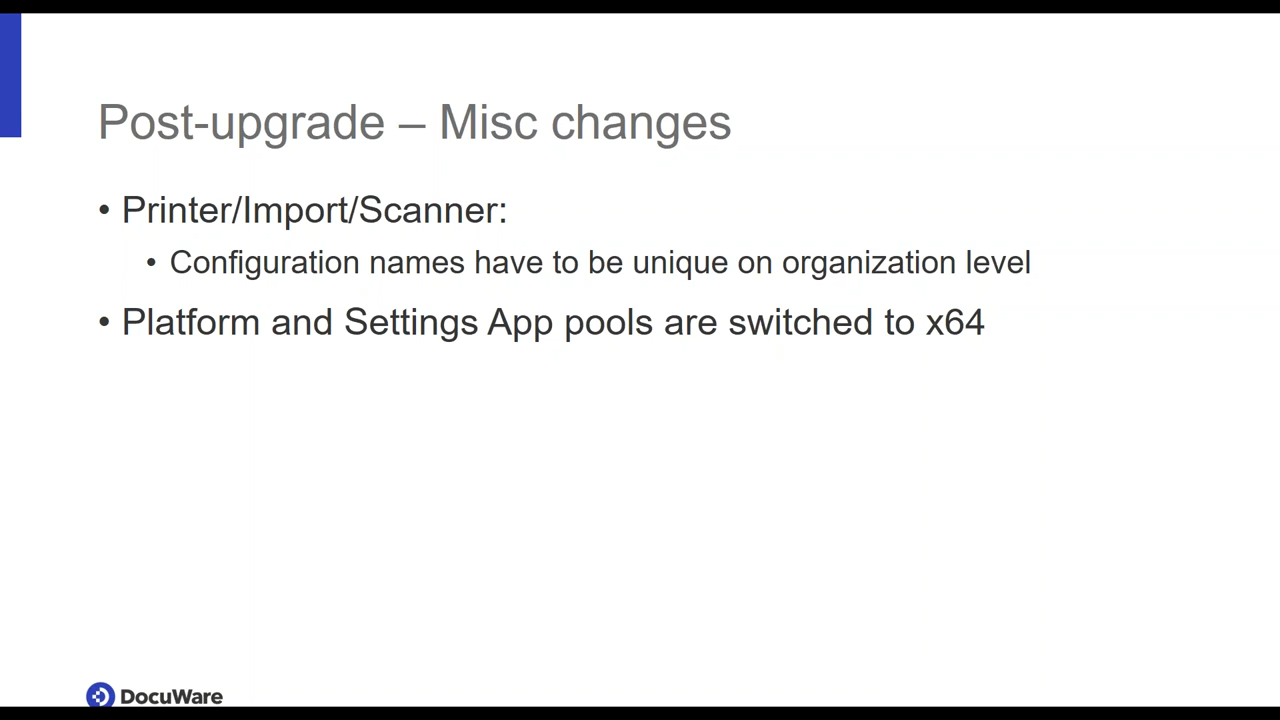 Post-upgrade – Misc changes
• Printer/Import/Scanner:
• Configuration names have to be unique on organization level
• Platform and Settings App pools are switched to x64
DocuWare